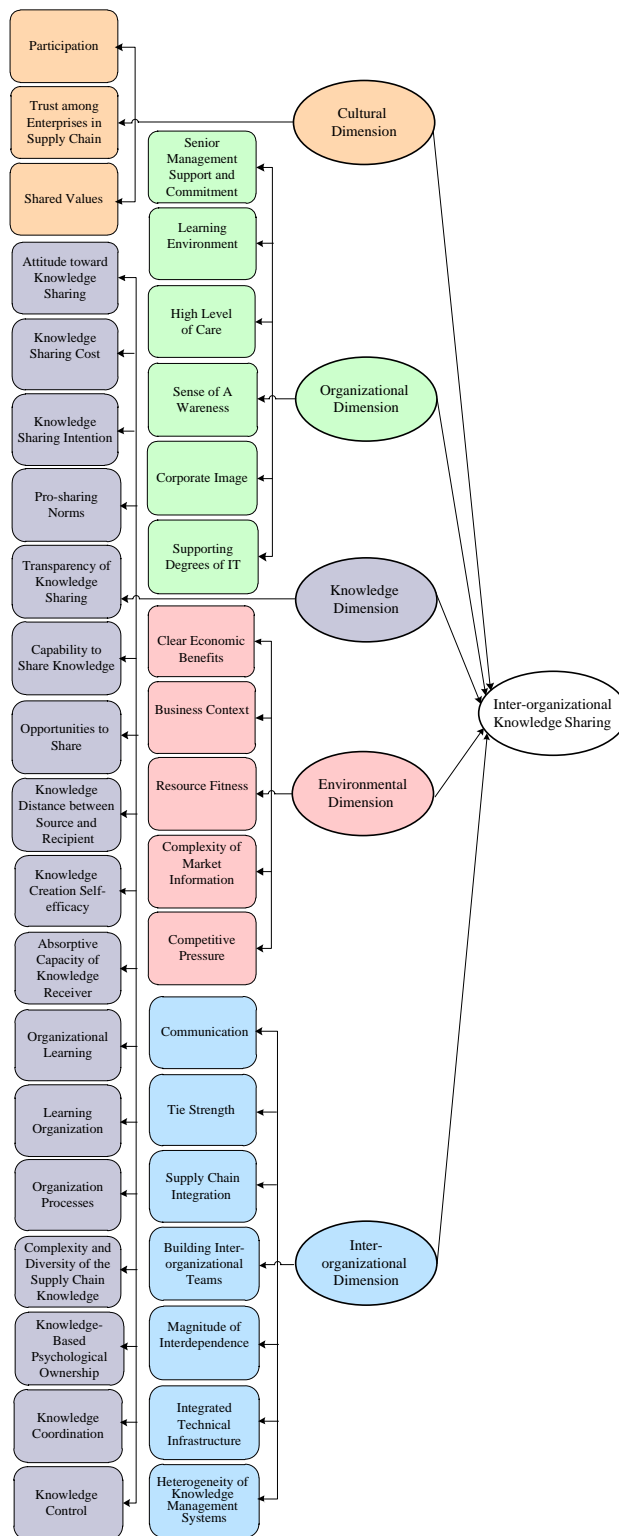 Participation
Trust among
Enterprises in
Supply Chain
Shared Values
Attitude toward
Knowledge
Sharing
Knowledge
Sharing Cost
Knowledge
Sharing Intention
Pro-sharing
Norms
Transparency of
Knowledge
Sharing
Capability to
Share Knowledge
Opportunities to
Share
Knowledge
Distance between
Source and
Recipient
Knowledge
Creation Self-
efficacy
Absorptive
Capacity of
Knowledge
Receiver
Organizational
Learning
Learning
Organization
Organization
Processes
Complexity and
Diversity of the
Supply Chain
Knowledge
Knowledge-
Based
Psychological
Ownership
Knowledge
Coordination
Knowledge
Control
Senior
Management
Support and
Commitment
Learning
Environment
High Level
of Care
Sense of A
Wareness
Corporate Image
Supporting
Degrees of IT
Clear Economic
Benefits
Business Context
Resource Fitness
Complexity of
Market
Information
Competitive
Pressure
Communication
Tie Strength
Supply Chain
Integration
Building Inter-
organizational
Teams
Magnitude of
Interdependence
Integrated
Technical
Infrastructure
Heterogeneity of
Knowledge
Management
Systems
Cultural
Dimension
Organizational
Dimension
Knowledge
Dimension
Environmental
Dimension
Inter-
organizational
Dimension
Inter-organizational
Knowledge Sharing